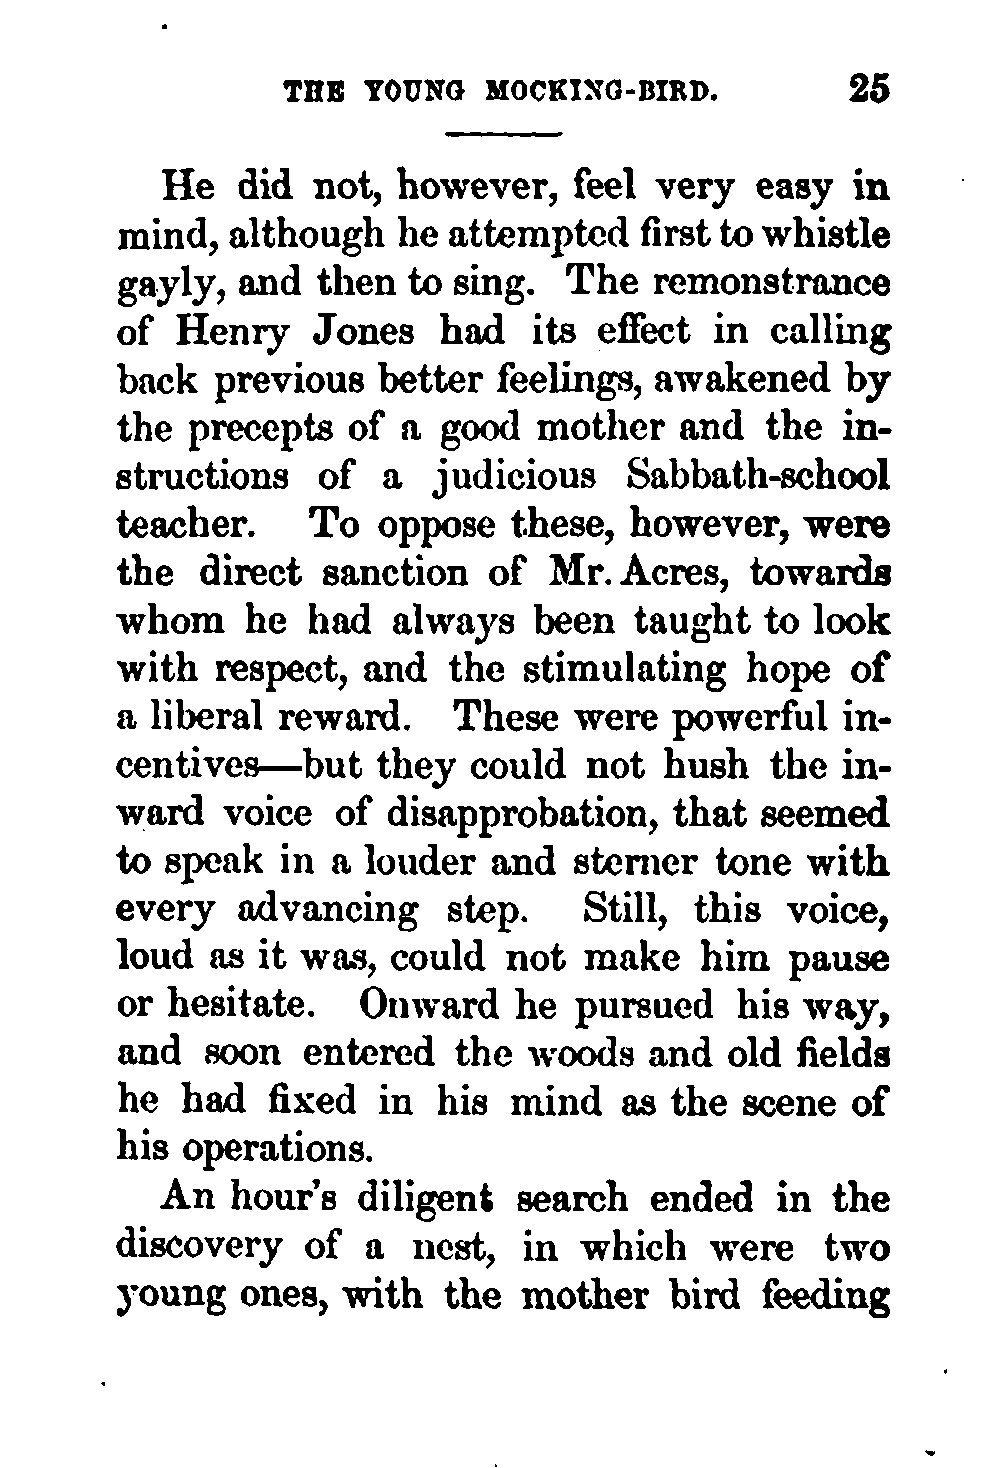 THE YOUNG MOCKING-BIRD. 25
He did not, however, feel very easy in
mind, although he attempted first to whistle
gayly, and then to sing. The remonstrance
of Henry Jones had its effect in calling
back previous better feelings, awakened by
the precepts of a good mother and the in-
structions of a judicious Sabbath-school
teacher. To oppose these, however, were
the direct sanction of Mr. Acres, towards
whom he had always been taught to look
with respect, and the stimulating hope of
a liberal reward. These were powerful in-
centives—but they could not hush the in-
ward voice of disapprobation, that seemed
to speak in a louder and sterner tone with
every advancing step. Still, this voice,
loud as it was, could not make him pause
or hesitate. Onward he pursued his way,
and soon entered the woods and old fields
he had fixed in his mind as the scene of
his operations.
An hour's diligent search ended in the
discovery of a nest, in which were two
young ones, with the mother bird feeding